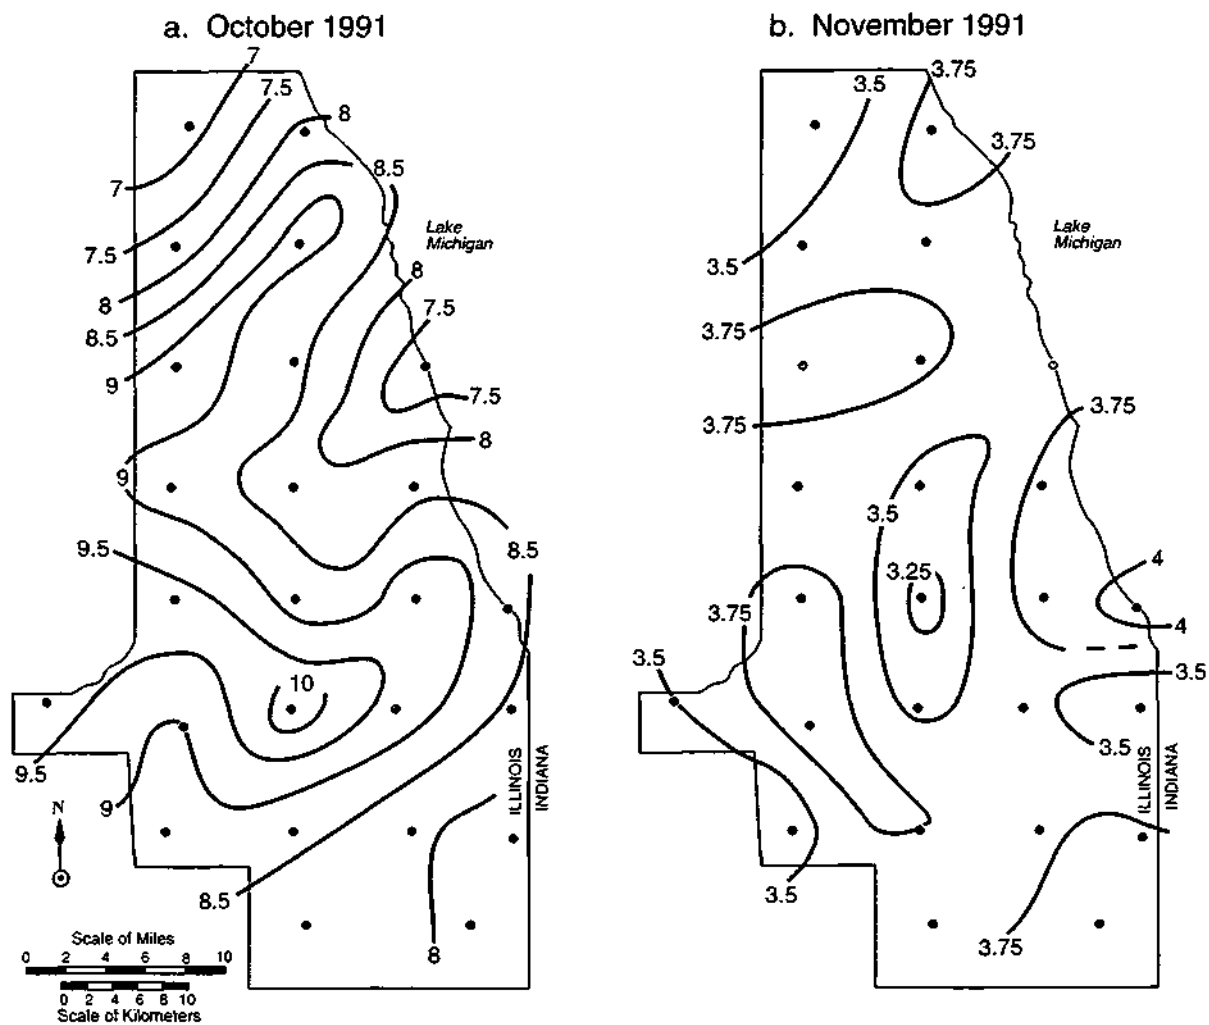 a. October 1991
7
7.5
8
8.5
7
7.5
8
8.5
9
Lake
Michigan
8
7.5
7.5
8
9
9.5
8.5
10
9.5
9
ILLINOIS
INDIANA
N
8.5
8
Scale of Miles
0 2 4 6 8 10
0 2 4 6 8 10
Scale of Kilometers
b. November 1991
3.5
3.75
3.75
Lake
Michigan
3.5
3.75
3.75
3.75
3.5
3.25
4
3.75
4
3.5
3.5
3.5
ILLINOIS
INDIANA
3.5
3.75